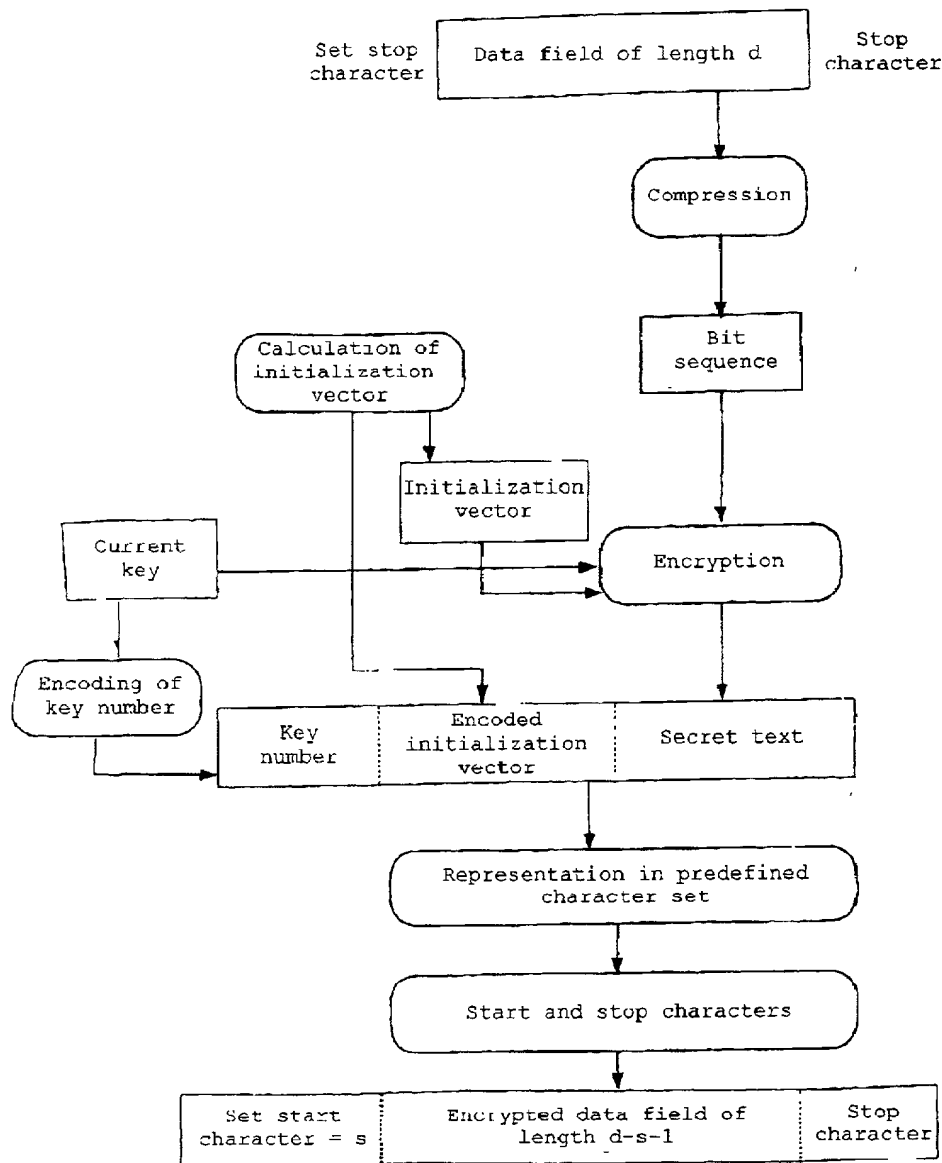 Set stop
character
Data field of length d
Stop
character
Compression
Bit
sequence
Calculation of
initialization
vector
Initialization
vector
Current
key
Encryption
Encoding of
key number
Key
number
Encoded
initialization
vector
Secret text
Representation in predefined
character set
Start and stop characters
Set start
character = s
Encrypted data field of
length d-s-1
Stop
character